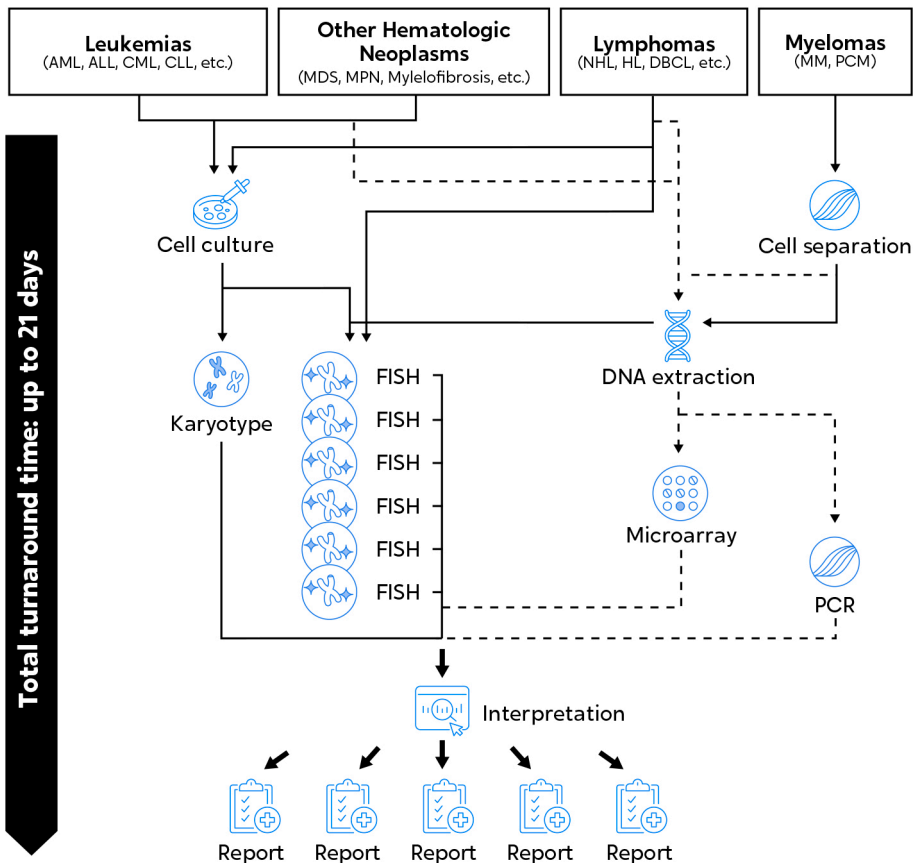 Leukemias
(AML, ALL, CML, CLL, etc.)
Other Hematologic
Neoplasms
(MDS, MPN, Mylelofibrosis, etc.)
Lymphomas
(NHL, HL, DBCL, etc.)
Myelomas
(MM, PCM)
Total turnaround time: up to 21 days
Cell culture
Cell separation
DNA extraction
Karyotype
FISH
FISH
FISH
FISH
FISH
FISH
Microarray
PCR
Interpretation
Report
Report
Report
Report
Report